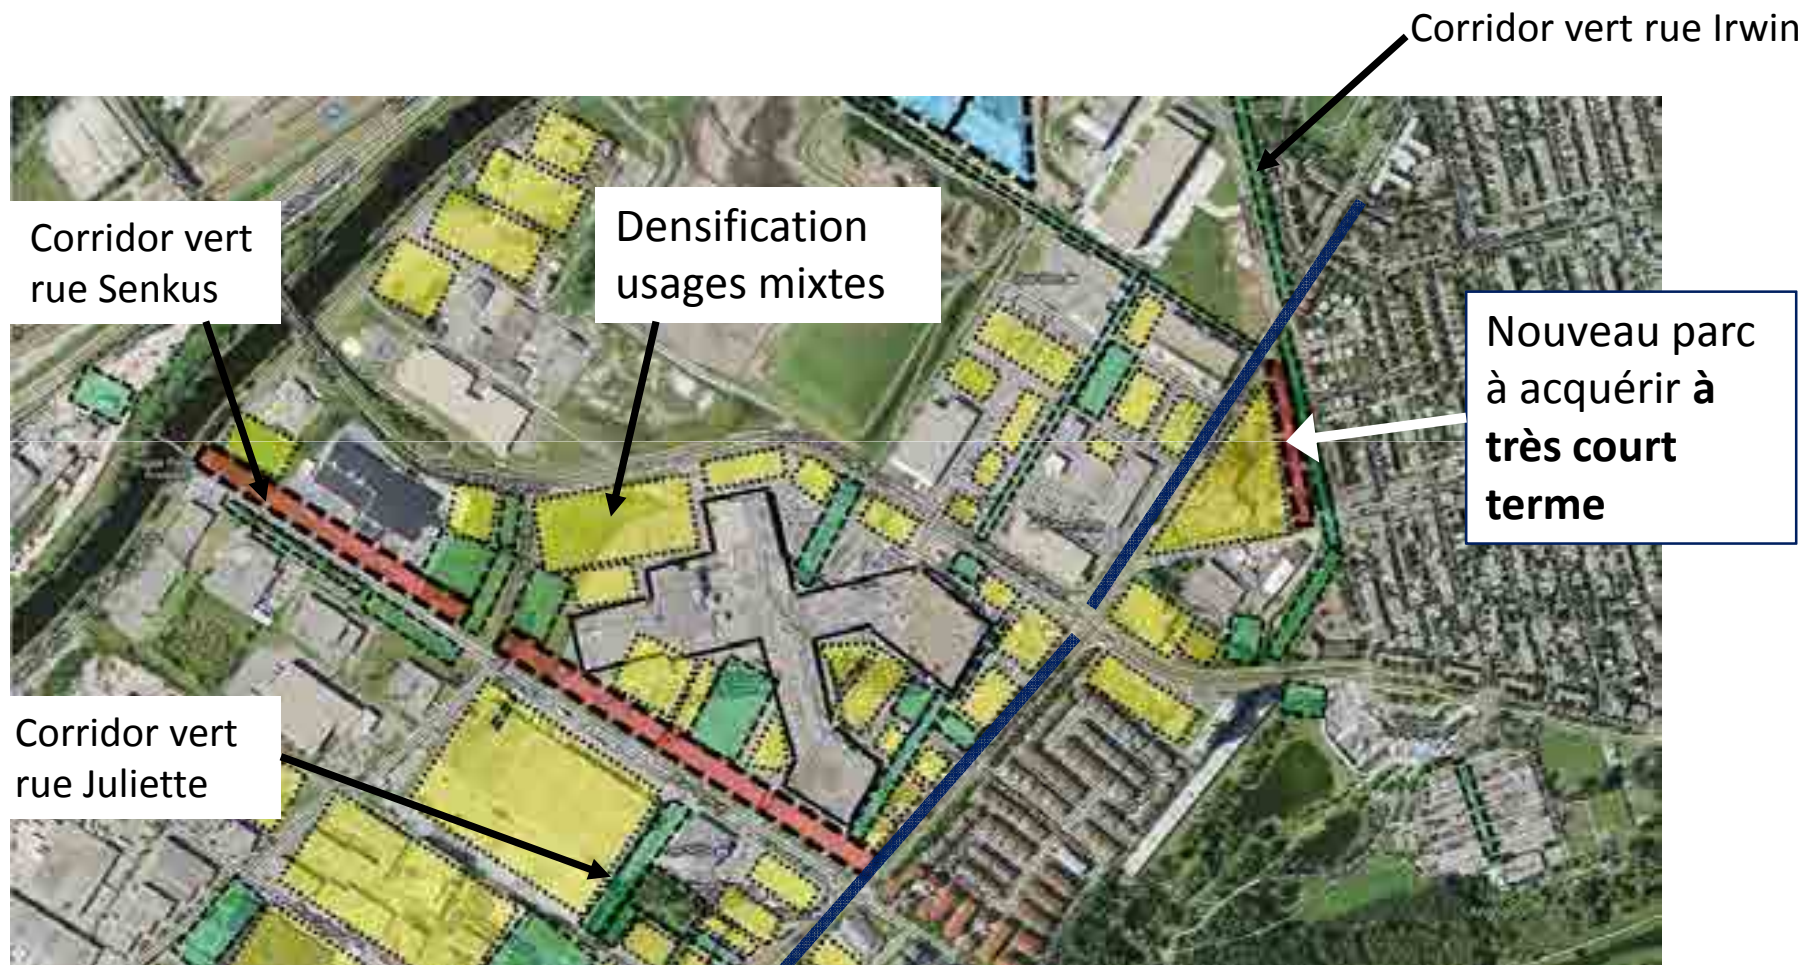 Corridor vert rue Irwin
Corridor vert
rue Senkus
Densification
usages mixtes
Nouveau parc
à acquérir à
très court
terme
Corridor vert
rue Juliette